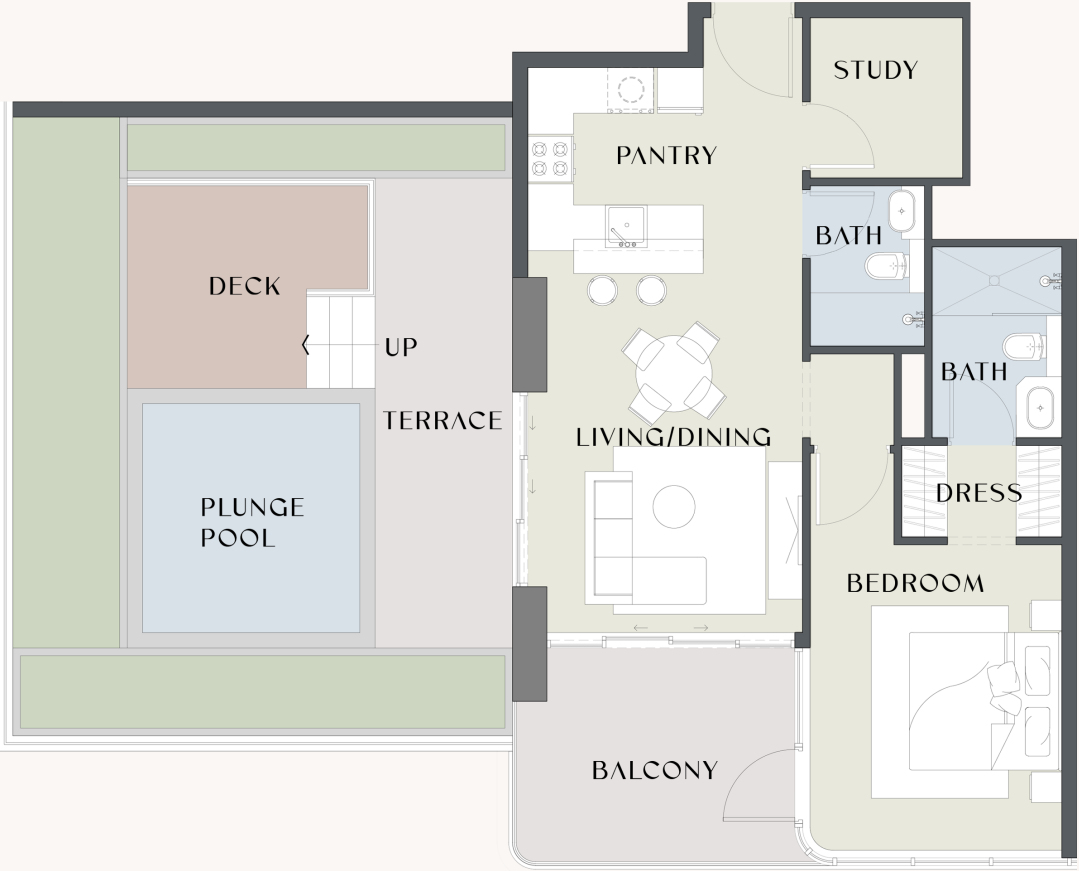 STUDY
PANTRY
BATH
DECK
UP
BATH
TERRACE
LIVING/DINING
DRESS
PLUNGE
POOL
BEDROOM
BALCONY